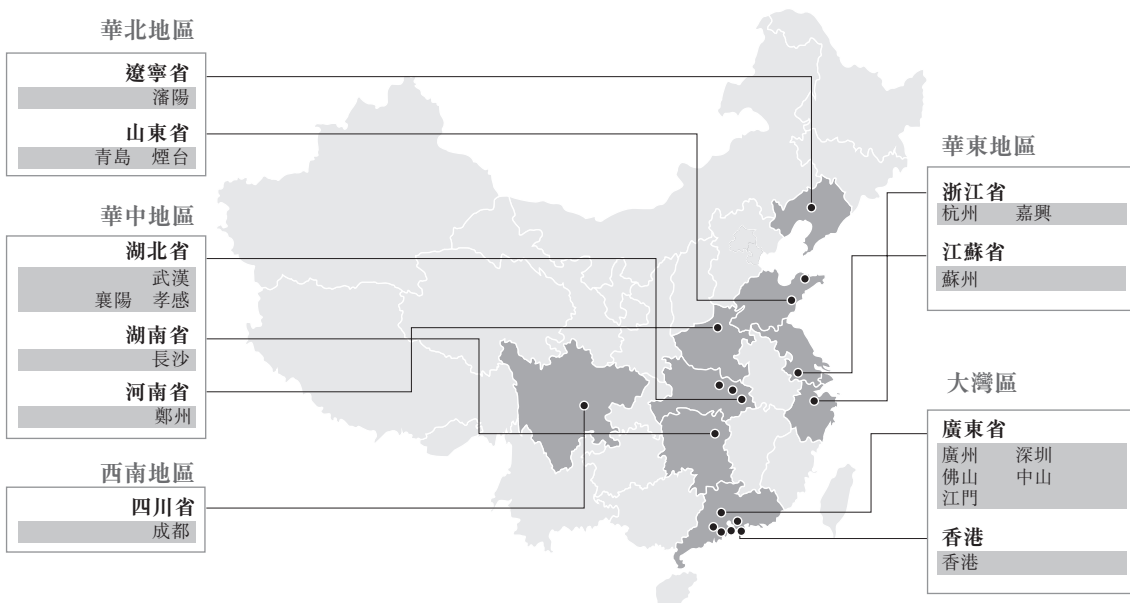 華北地區
遼寧省
瀋陽
山東省
青島 煙台
華中地區
湖北省
武漢
襄陽 孝感
湖南省
長沙
河南省
鄭州
西南地區
四川省
成都
華東地區
浙江省
杭州 嘉興
江蘇省
蘇州
大灣區
廣東省
廣州 深圳
佛山 中山
江門
香港
香港